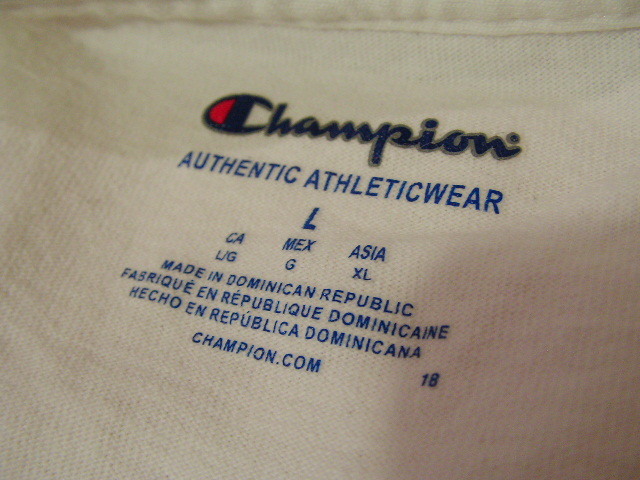 Champion
AUTHENTIC ATHLETICWEAR
L
CA MEX ASIA
L/G G XL
MADE IN DOMINICAN REPUBLIC
FABRIQUÉ EN RÉPUBLIQUE DOMINICAINE
HECHO EN REPÚBLICA DOMINICANA
CHAMPION.COM
18